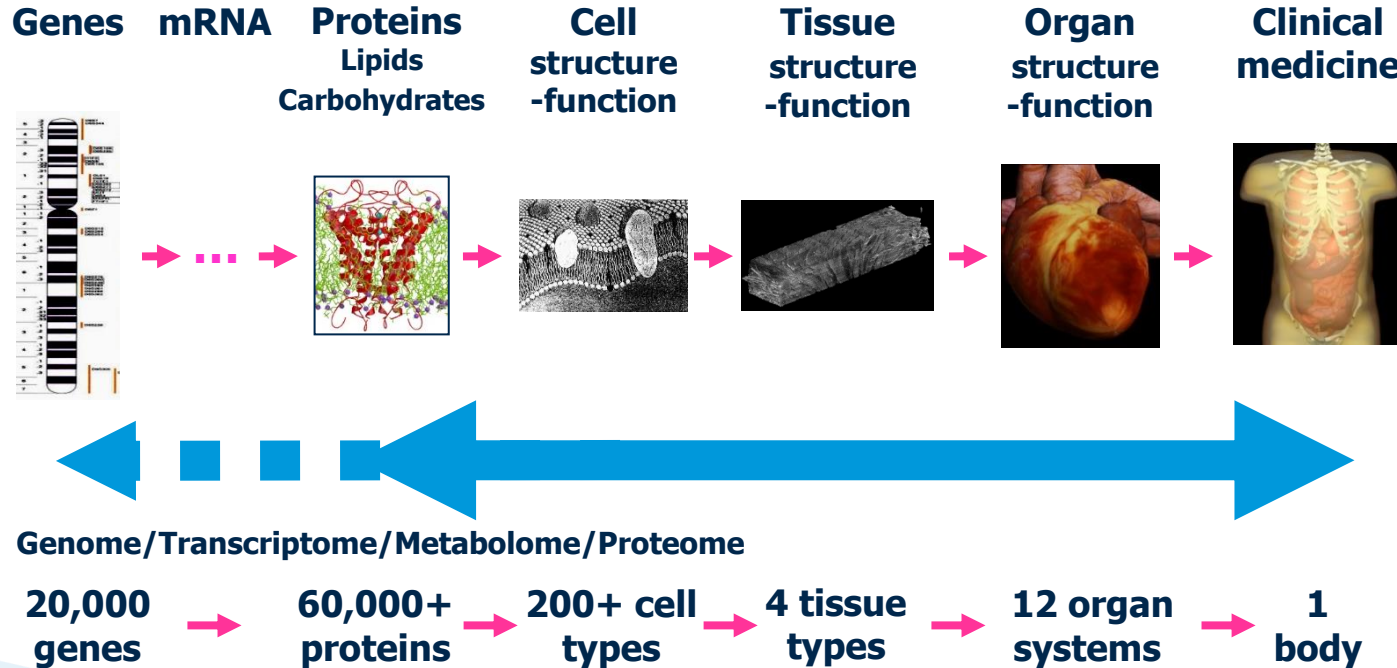 Genes
mRNA
Proteins
Lipids
Carbohydrates
Cell
structure
-function
Tissue
structure
-function
Organ
structure
-function
Clinical
medicine
Genome/Transcriptome/Metabolome/Proteome
20,000
genes
60,000+
proteins
200+ cell
types
4 tissue
types
12 organ
systems
1
body